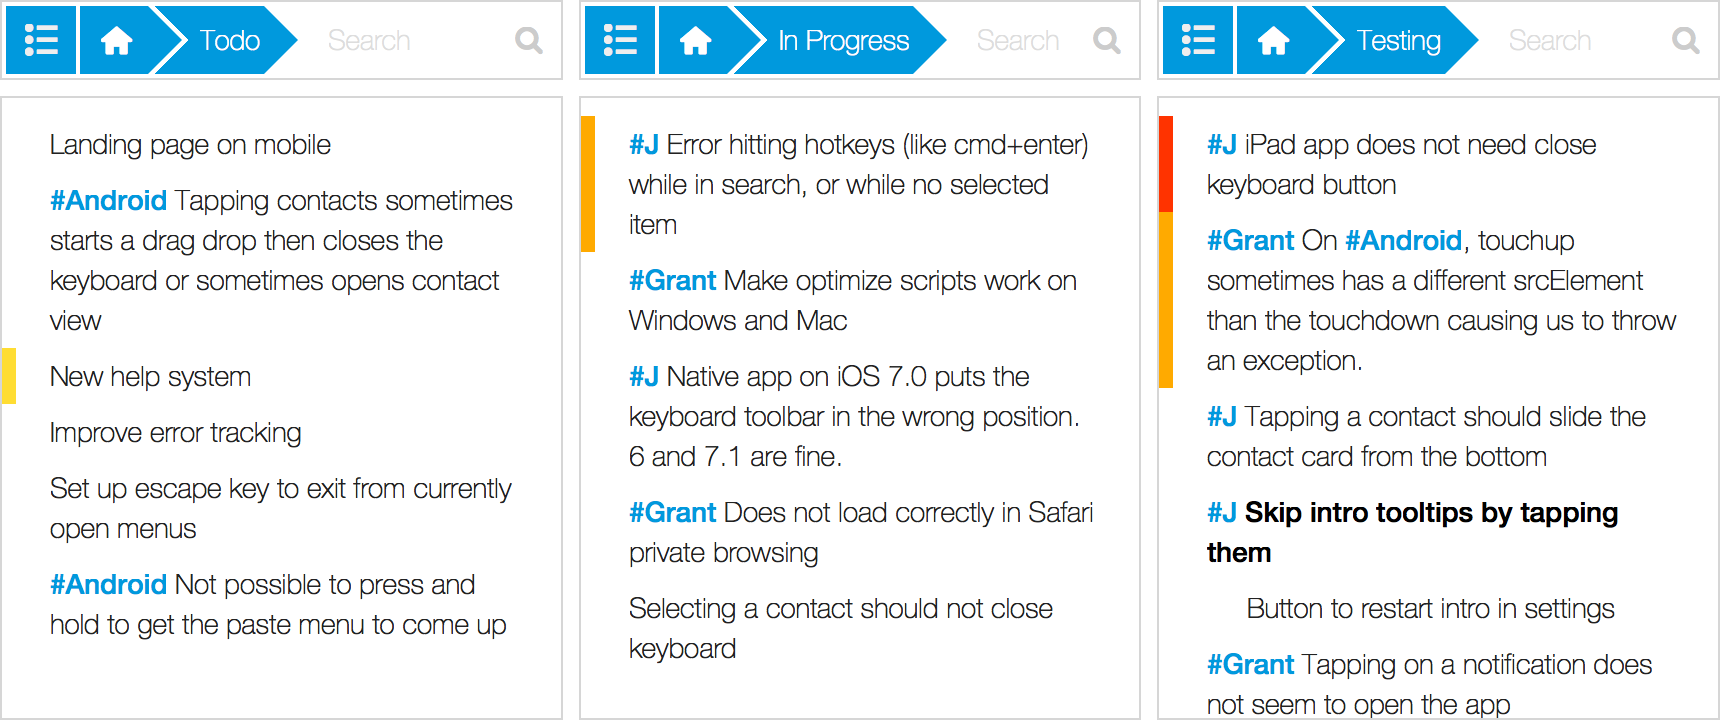 Todo
Search
Landing page on mobile
#Android Tapping contacts sometimes
starts a drag drop then closes the
keyboard or sometimes opens contact
view
New help system
Improve error tracking
Set up escape key to exit from currently
open menus
#Android Not possible to press and
hold to get the paste menu to come up
In Progress
Search
#J Error hitting hotkeys (like cmd+enter)
while in search, or while no selected
item
#Grant Make optimize scripts work on
Windows and Mac
#J Native app on iOS 7.0 puts the
keyboard toolbar in the wrong position.
6 and 7.1 are fine.
#Grant Does not load correctly in Safari
private browsing
Selecting a contact should not close
keyboard
Testing
Search
#J iPad app does not need close
keyboard button
#Grant On #Android, touchup
sometimes has a different srcElement
than the touchdown causing us to throw
an exception.
#J Tapping a contact should slide the
contact card from the bottom
#J Skip intro tooltips by tapping
them
Button to restart intro in settings
#Grant Tapping on a notification does
not seem to open the app